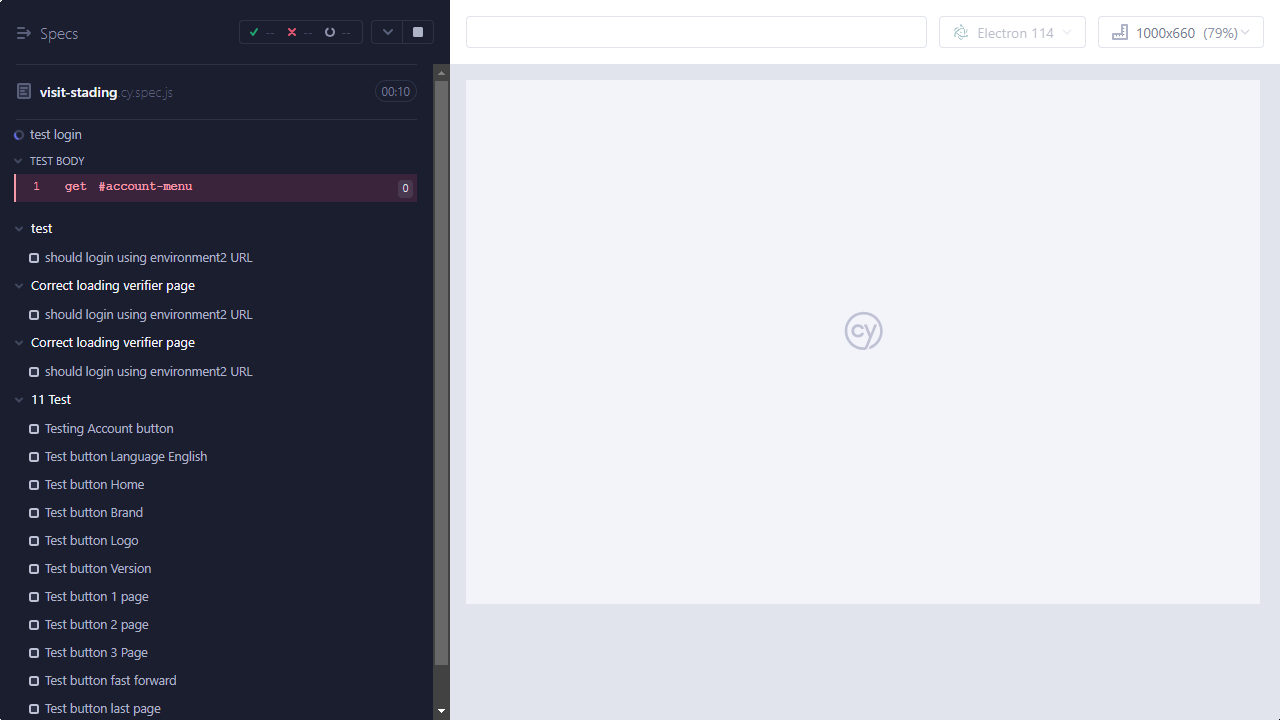 Specs
--
--
--
Electron 114
1000x660 (79%)
visit-stading.cy.spec.js
00:10
test login
TEST BODY
1 get #account-menu 0
test
should login using environment2 URL
Correct loading verifier page
should login using environment2 URL
Correct loading verifier page
should login using environment2 URL
11 Test
Testing Account button
Test button Language English
Test button Home
Test button Brand
Test button Logo
Test button Version
Test button 1 page
Test button 2 page
Test button 3 Page
Test button fast forward
Test button last page
cy